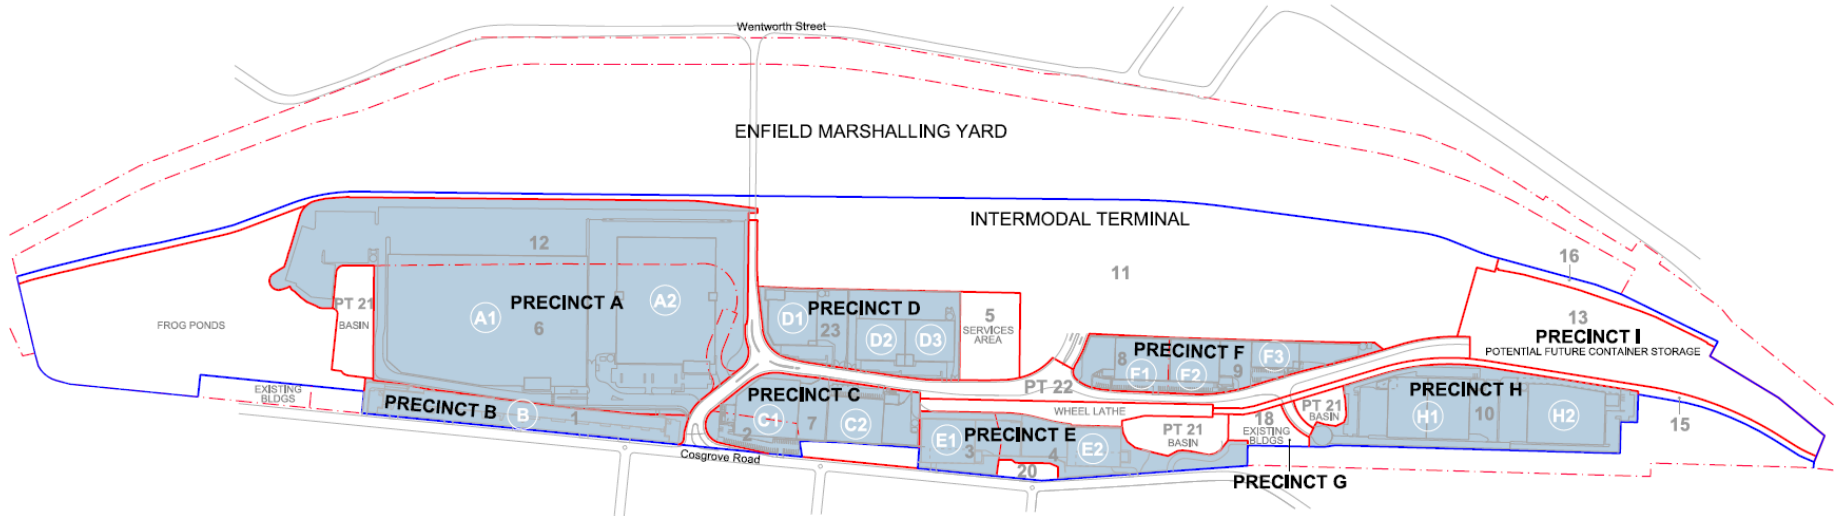 Wentworth Street
ENFIELD MARSHALLING YARD
INTERMODAL TERMINAL
12
11
16
PT 21
BASIN
PRECINCT A
A1
A2
6
FROG PONDS
PRECINCT D
D1
23
D2
D3
5
SERVICES
AREA
13
PRECINCT I
POTENTIAL FUTURE CONTAINER STORAGE
PRECINCT F
8
F1
F2
F3
9
PT 22
EXISTING
BLDGS
PRECINCT B
B
1
PRECINCT C
C1
7
C2
2
WHEEL LATHE
PRECINCT H
H1
10
H2
15
PT 21
BASIN
18
EXISTING
BLDGS
PRECINCT E
E1
3
4
E2
20
PT 21
BASIN
Cosgrove Road
PRECINCT G